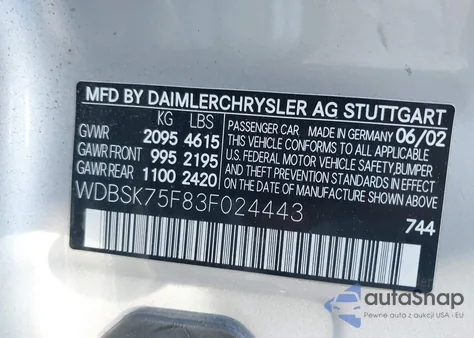 MFD BY DAIMLERCHRYSLER AG STUTTGART
KG LBS
GVWR 2095 4615
GAWR FRONT 995 2195
GAWR REAR 1100 2420
PASSENGER CAR MADE IN GERMANY 06/02
THIS VEHICLE CONFORMS TO ALL APPLICABLE
U.S. FEDERAL MOTOR VEHICLE SAFETY, BUMPER
AND THEFT PREVENTION STANDARDS IN EFFECT
ON THE DATE OF MANUFACTURE SHOWN ABOVE.
WDBSK75F83F024443
744
autoSnap
Pewne auta z aukcji USA - EU